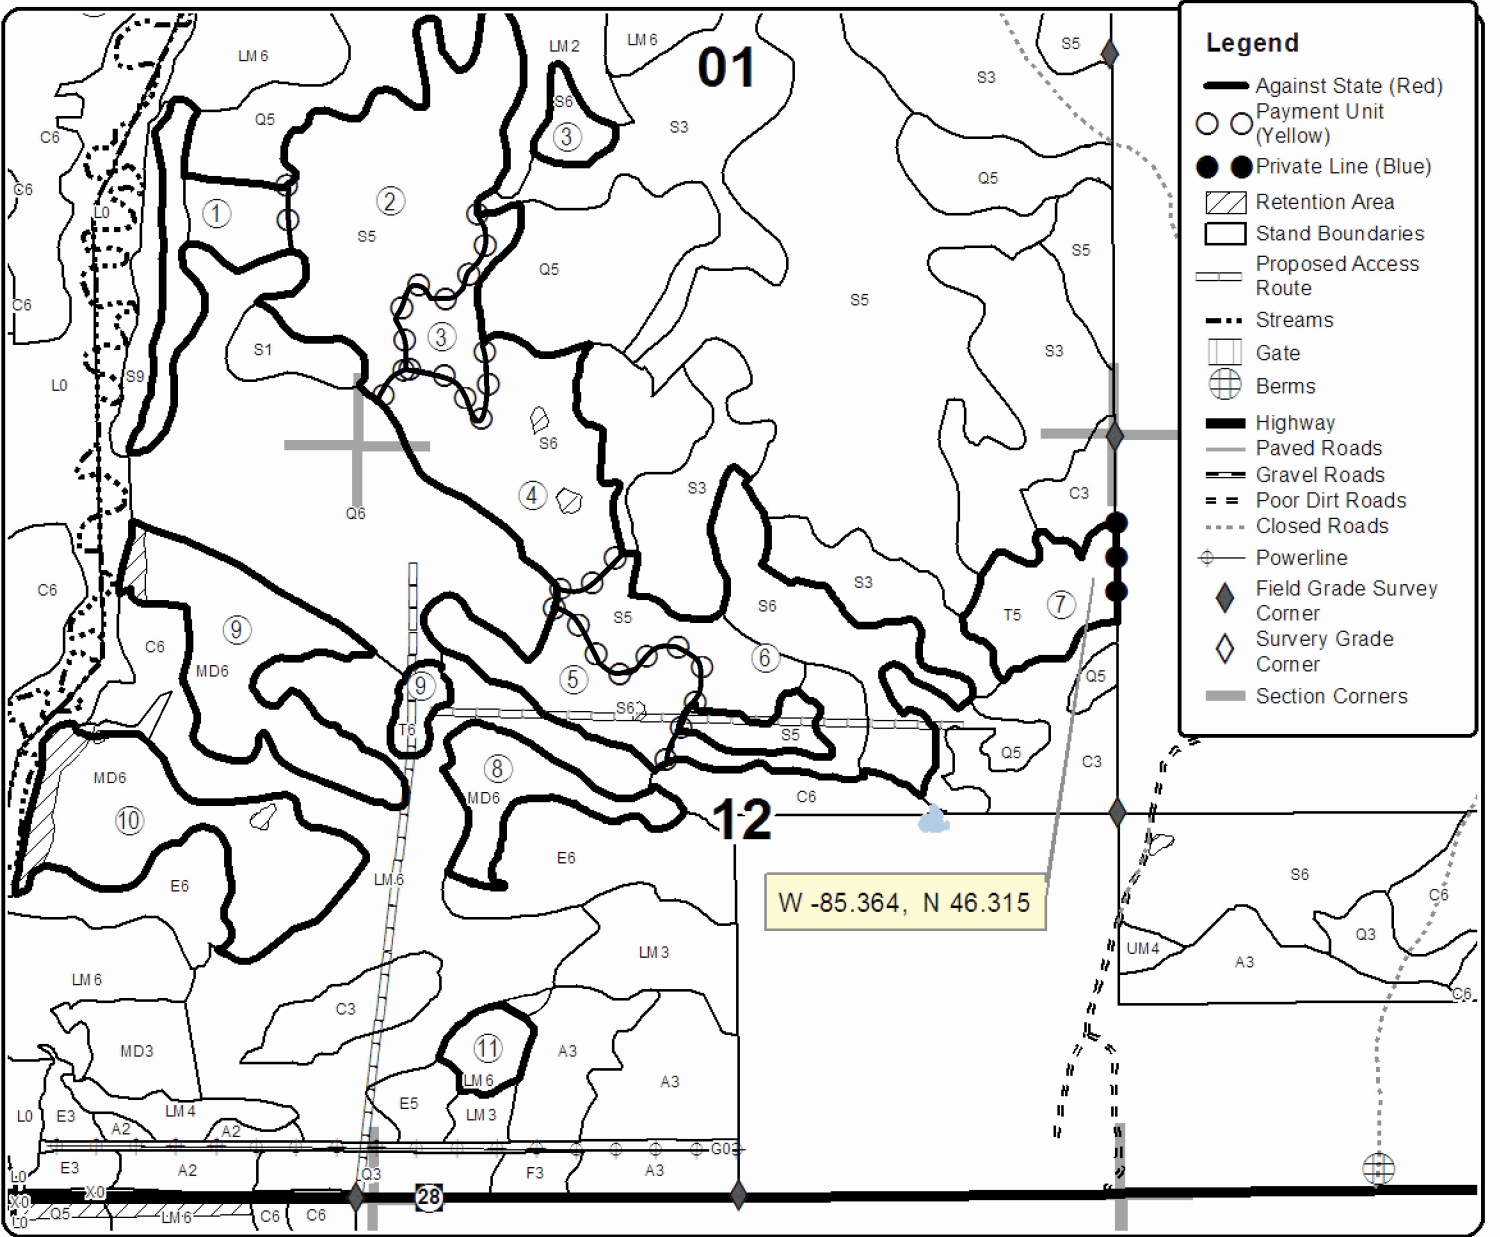 LM 6
LM 2
LM 6
01
S5
S3
S6
3
S3
Q5
C6
C6
L0
1
2
S5
Q5
Q5
S5
S5
C6
S1
3
S3
L0
S9
S6
4
S3
C3
Q6
C6
S3
S6
T5
7
S5
9
C6
MD6
6
Q5
9
5
S6
T6
S5
Q5
C3
8
MD6
MD6
C6
10
12
E6
LM 6
E6
W -85.364, N 46.315
S6
C6
UM4
Q3
A3
C6
LM 3
LM 6
C3
MD3
11
LM 6
A3
A3
L0
E3
LM 4
A2
A2
E5
LM 3
G03
E3
A2
Q3
F3
A3
L0
X0
X0
L0
Q5
LM 6
C6
C6
28
Legend
Against State (Red)
Payment Unit
(Yellow)
Private Line (Blue)
Retention Area
Stand Boundaries
Proposed Access
Route
Streams
Gate
Berms
Highway
Paved Roads
Gravel Roads
Poor Dirt Roads
Closed Roads
Powerline
Field Grade Survey
Corner
Survery Grade
Corner
Section Corners